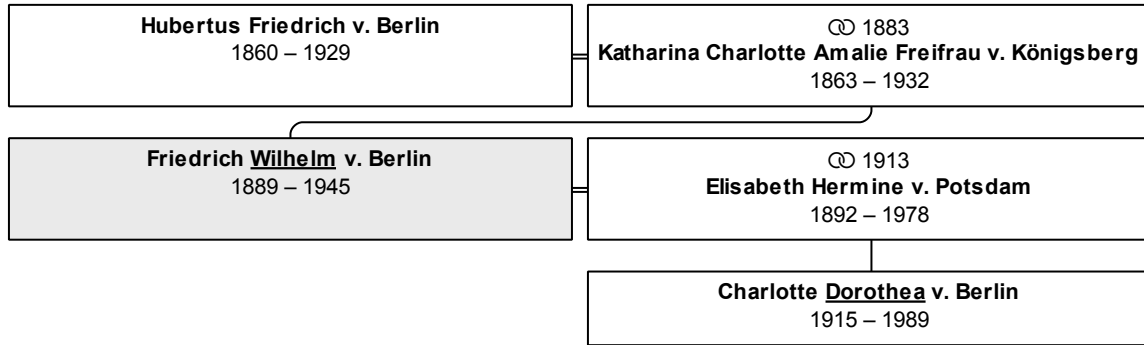 Hubertus Friedrich v. Berlin
1860 – 1929
⚭ 1883
Katharina Charlotte Amalie Freifrau v. Königsberg
1863 – 1932
Friedrich Wilhelm v. Berlin
1889 – 1945
⚭ 1913
Elisabeth Hermine v. Potsdam
1892 – 1978
Charlotte Dorothea v. Berlin
1915 – 1989